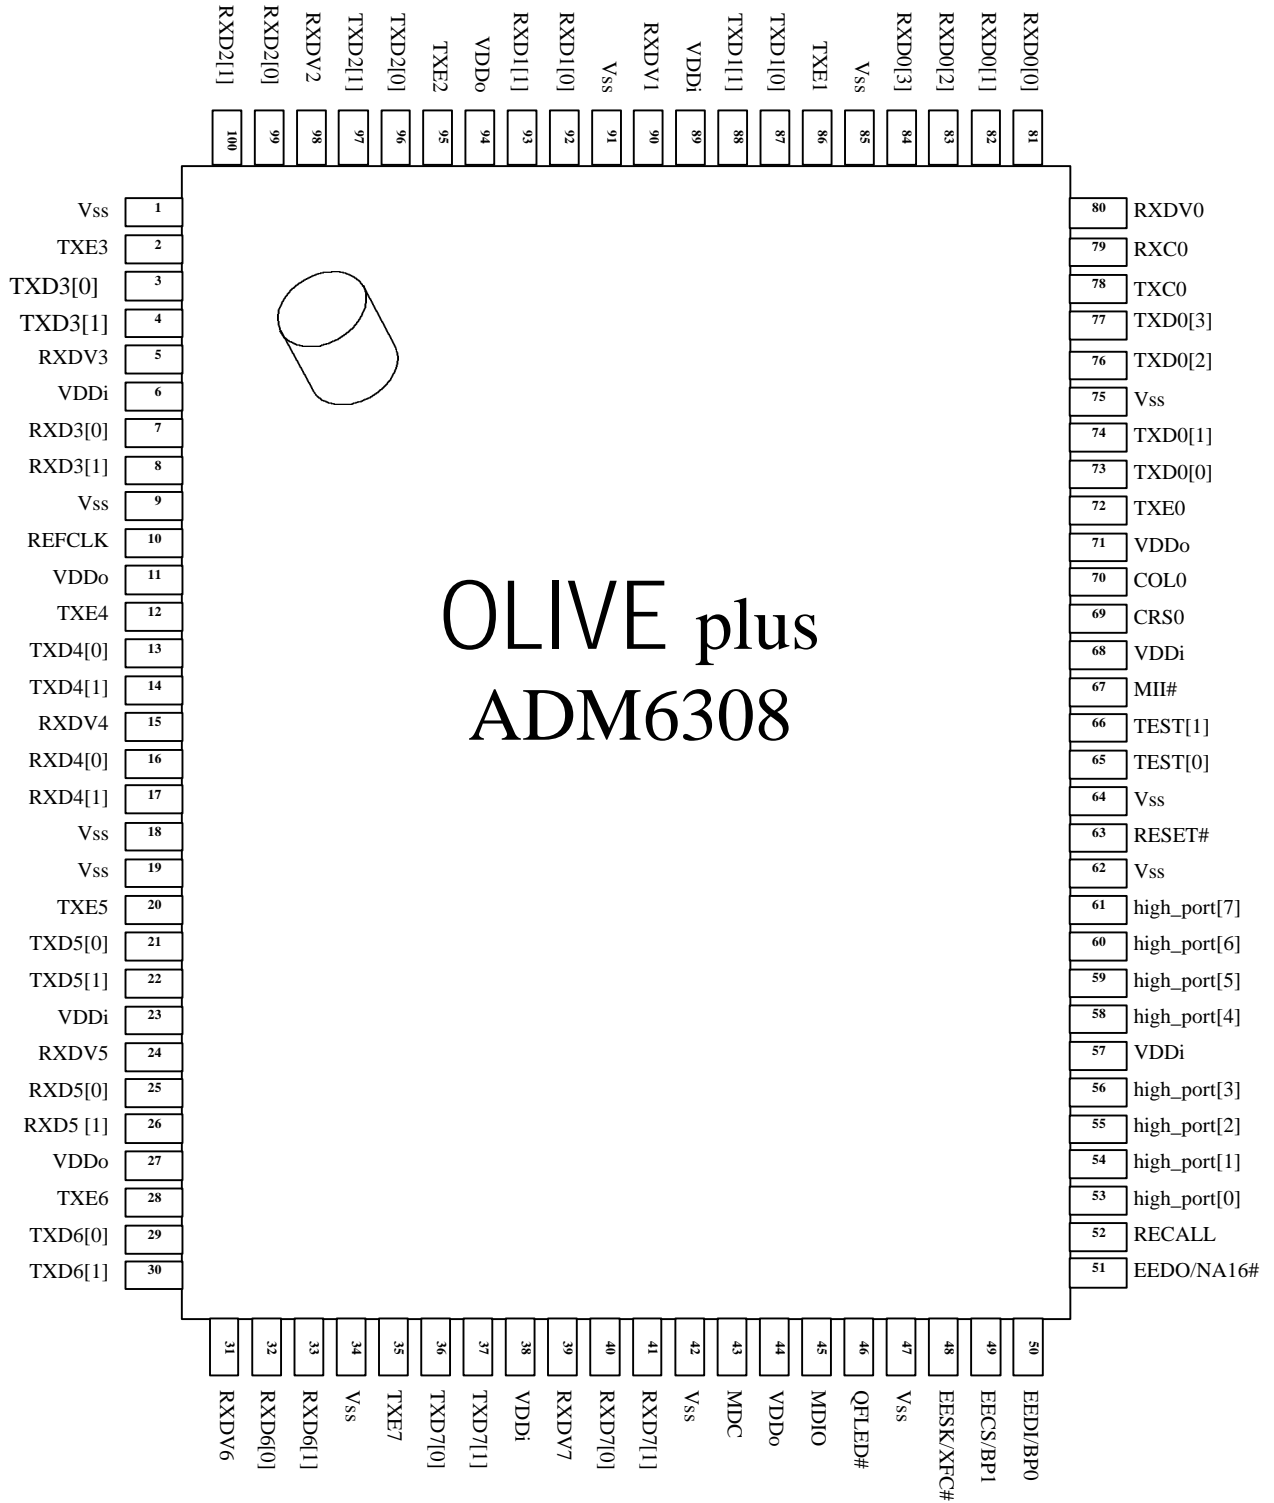 RXD2[1] RXD2[0] RXDV2 TXD2[1] TXD2[0] TXE2 VDDo RXD1[1] RXD1[0] Vss RXDV1 VDDi TXD1[1] TXD1[0] TXE1 Vss RXD0[3] RXD0[2] RXD0[1] RXD0[0]
100 99 98 97 96 95 94 93 92 91 90 89 88 87 86 85 84 83 82 81
Vss 1
TXE3 2
TXD3[0] 3
TXD3[1] 4
RXDV3 5
VDDi 6
RXD3[0] 7
RXD3[1] 8
Vss 9
REFCLK 10
VDDo 11
TXE4 12
TXD4[0] 13
TXD4[1] 14
RXDV4 15
RXD4[0] 16
RXD4[1] 17
Vss 18
Vss 19
TXE5 20
TXD5[0] 21
TXD5[1] 22
VDDi 23
RXDV5 24
RXD5[0] 25
RXD5 [1] 26
VDDo 27
TXE6 28
TXD6[0] 29
TXD6[1] 30
OLIVE plus
ADM6308
80 RXDV0
79 RXC0
78 TXC0
77 TXD0[3]
76 TXD0[2]
75 Vss
74 TXD0[1]
73 TXD0[0]
72 TXE0
71 VDDo
70 COL0
69 CRS0
68 VDDi
67 MII#
66 TEST[1]
65 TEST[0]
64 Vss
63 RESET#
62 Vss
61 high_port[7]
60 high_port[6]
59 high_port[5]
58 high_port[4]
57 VDDi
56 high_port[3]
55 high_port[2]
54 high_port[1]
53 high_port[0]
52 RECALL
51 EEDO/NA16#
31 32 33 34 35 36 37 38 39 40 41 42 43 44 45 46 47 48 49 50
RXDV6 RXD6[0] RXD6[1] Vss TXE7 TXD7[0] TXD7[1] VDDi RXDV7 RXD7[0] RXD7[1] Vss MDC VDDo MDIO QFLED# Vss EESK/XFC# EECS/BP1 EEDI/BP0